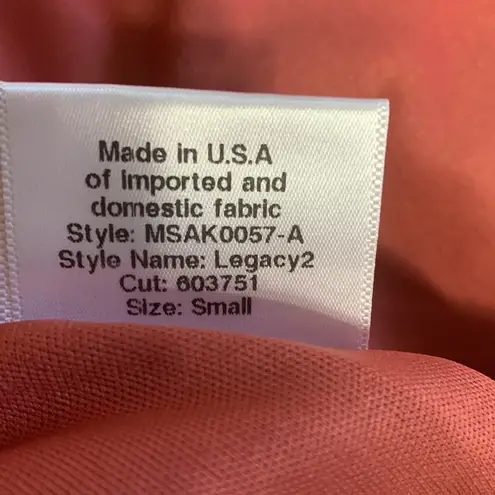 Made in U.S.A
of imported and
domestic fabric
Style: MSAK0057-A
Style Name: Legacy2
Cut: 603751
Size: Small